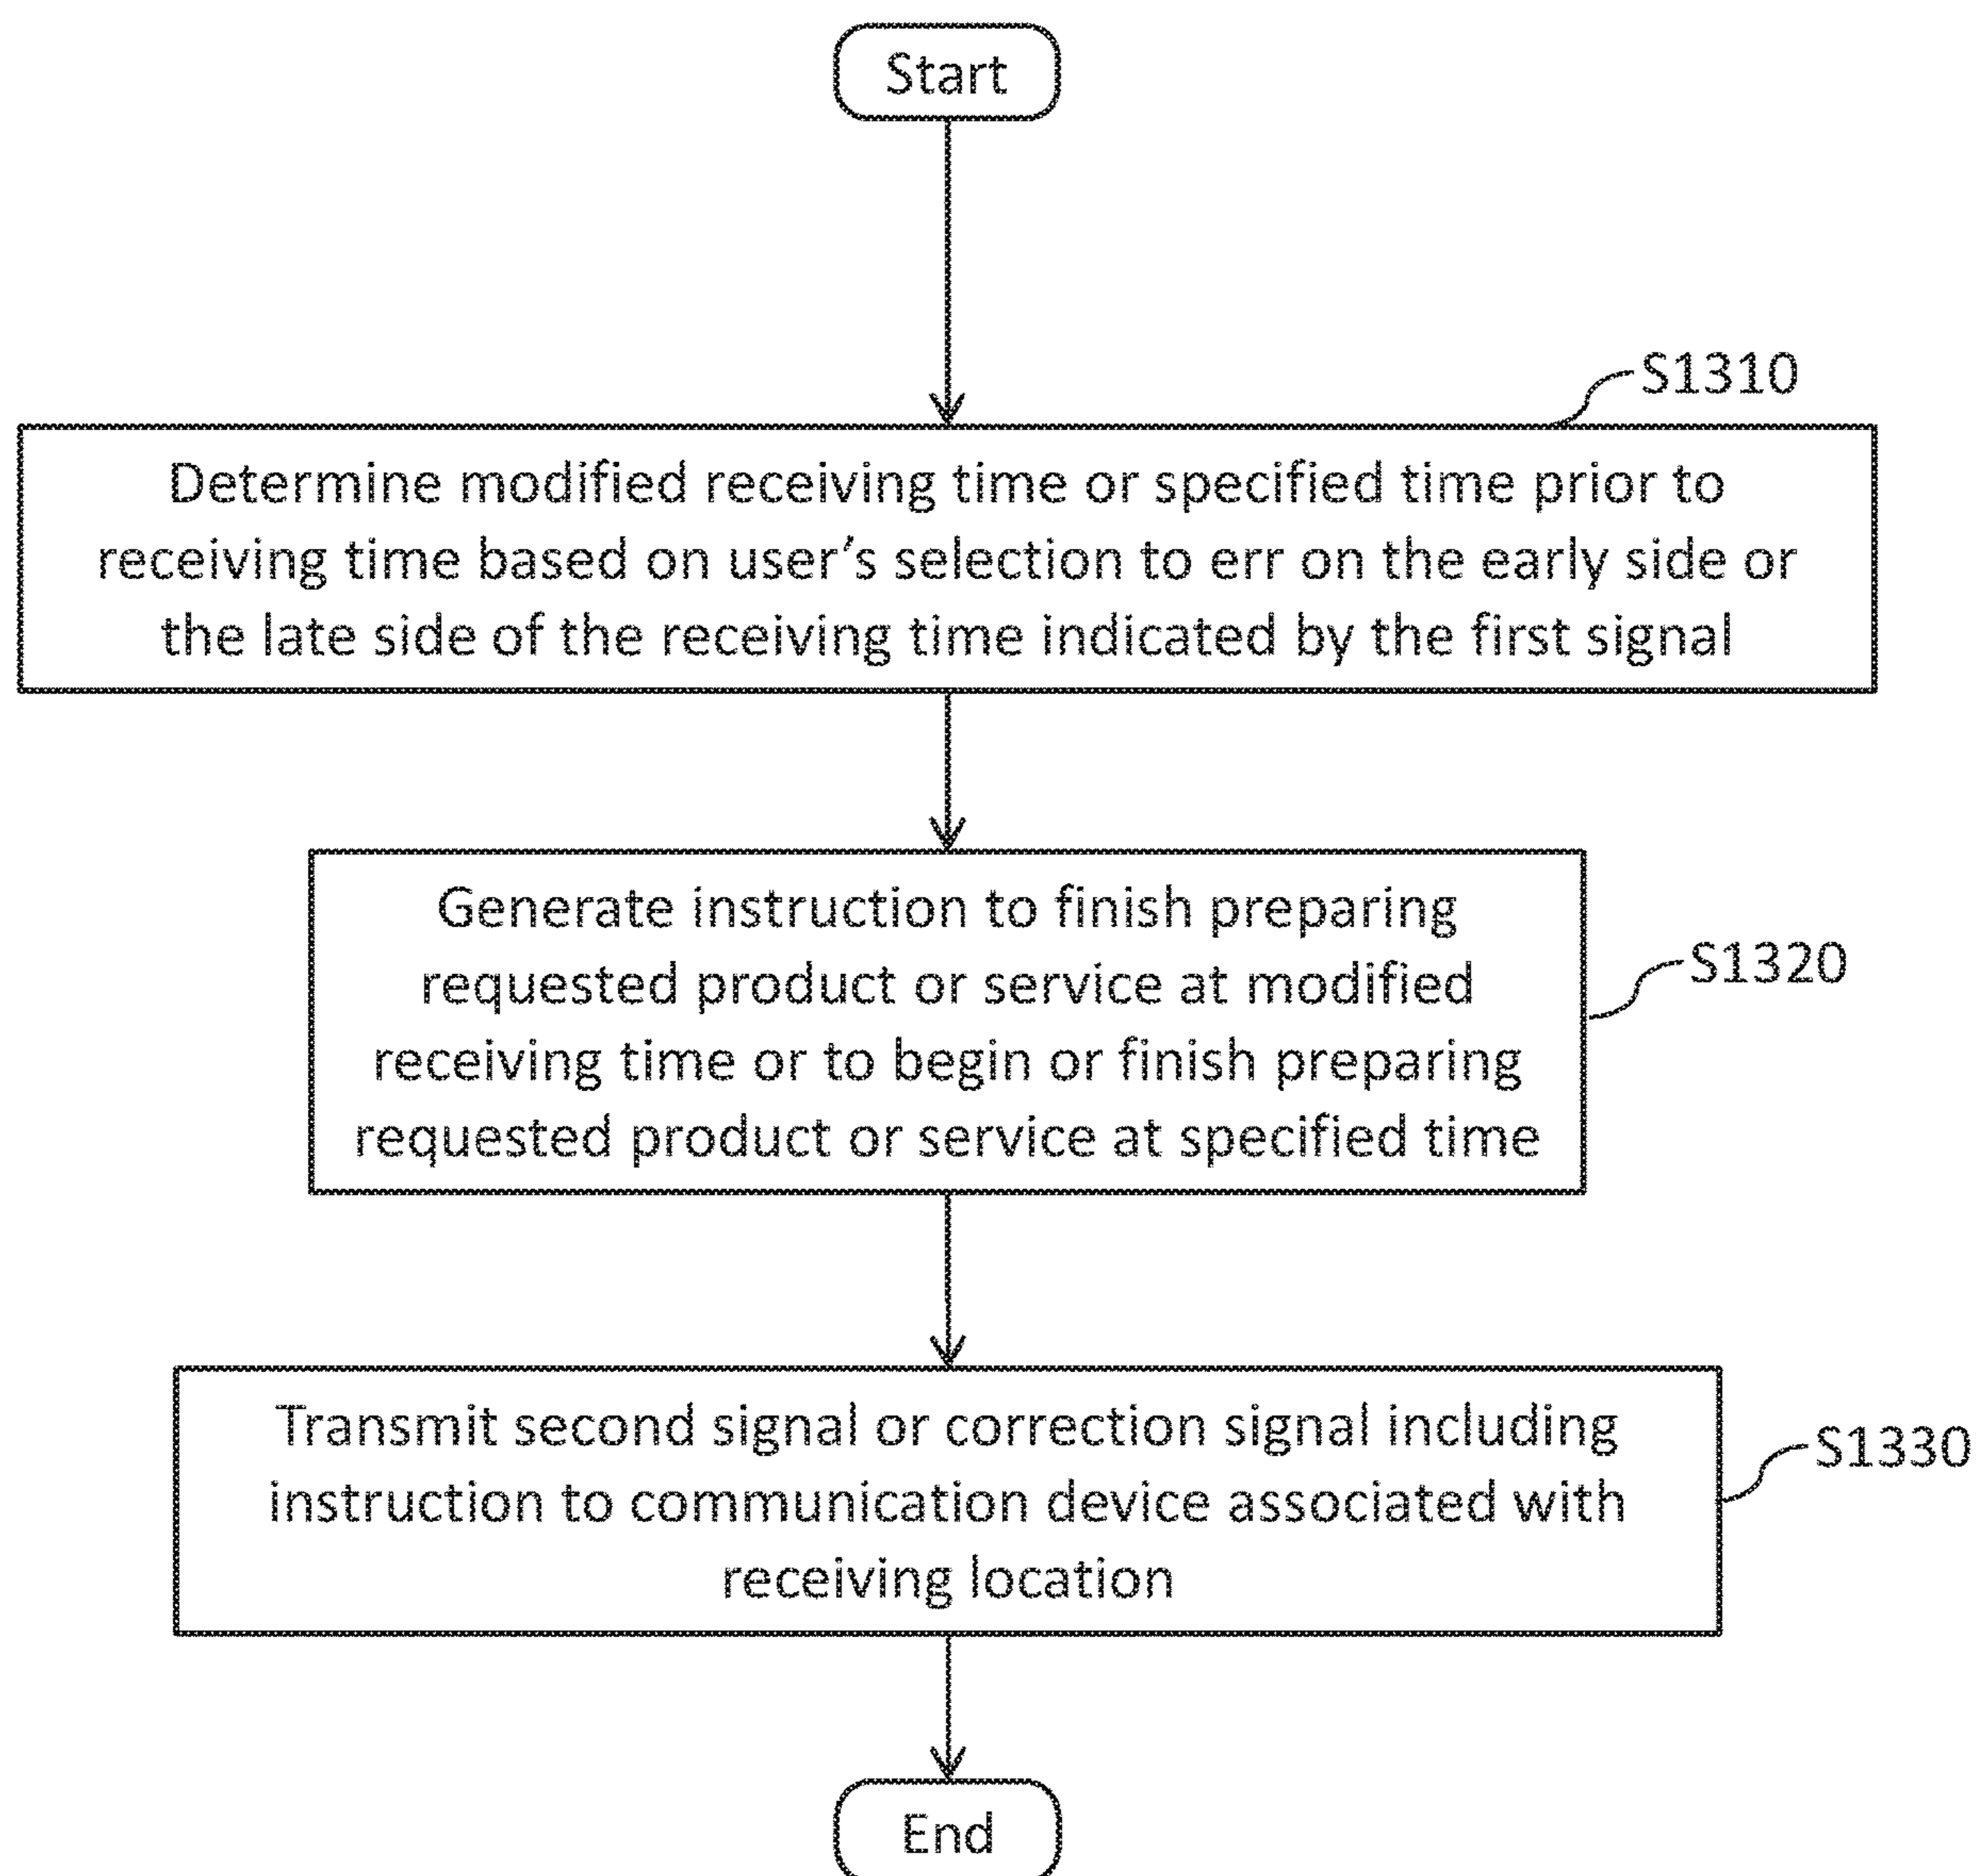 Start
S1310
Determine modified receiving time or specified time prior to
receiving time based on user’s selection to err on the early side or
the late side of the receiving time indicated by the first signal
Generate instruction to finish preparing
requested product or service at modified
receiving time or to begin or finish preparing
requested product or service at specified time
S1320
Transmit second signal or correction signal including
instruction to communication device associated with
receiving location
S1330
End